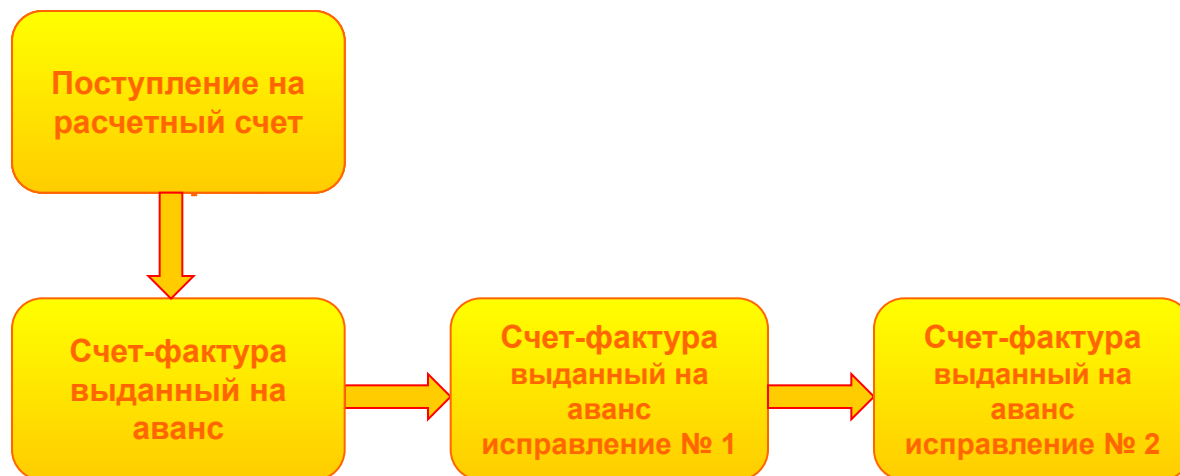 Поступление на
расчетный счет
Счет-фактура
выданный на
аванс
Счет-фактура
выданный на
аванс
исправление № 1
Счет-фактура
выданный на
аванс
исправление № 2